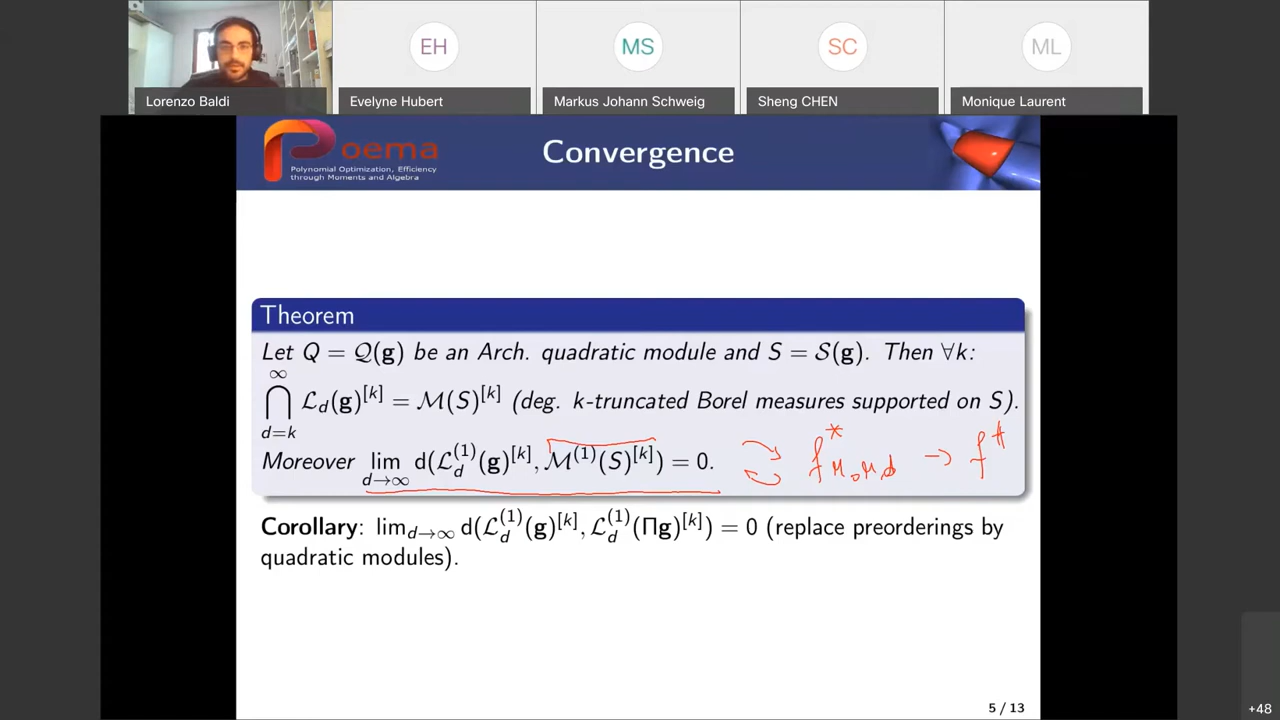 EH
MS
SC
ML
Lorenzo Baldi
Evelyne Hubert
Markus Johann Schweig
Sheng CHEN
Monique Laurent
Poema
Polynomial Optimization, Efficiency
through Moments and Algebra
Convergence
Theorem
Let Q = 𝒬(g) be an Arch. quadratic module and S = 𝒮(g). Then ∀k:
⋂_{d=k}^{∞} ℒ_d(g)^{[k]} = ℳ(S)^{[k]} (deg. k-truncated Borel measures supported on S).
Moreover lim_{d→∞} d(ℒ_d^{(1)}(g)^{[k]}, ℳ^{(1)}(S)^{[k]}) = 0.
f*_{MoM,d} → f*
Corollary: lim_{d→∞} d(ℒ_d^{(1)}(g)^{[k]}, ℒ_d^{(1)}(Πg)^{[k]}) = 0 (replace preorderings by
quadratic modules).
5 / 13
+48